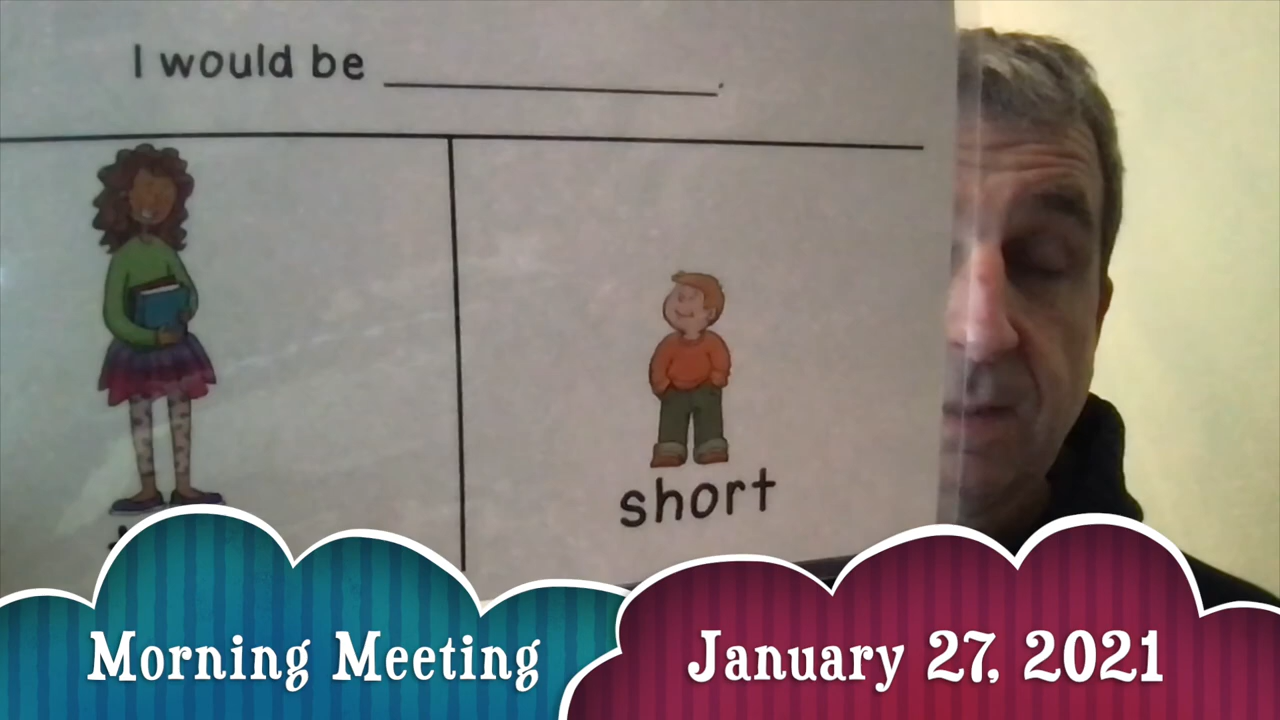 I would be ____________.
short
Morning Meeting
January 27, 2021